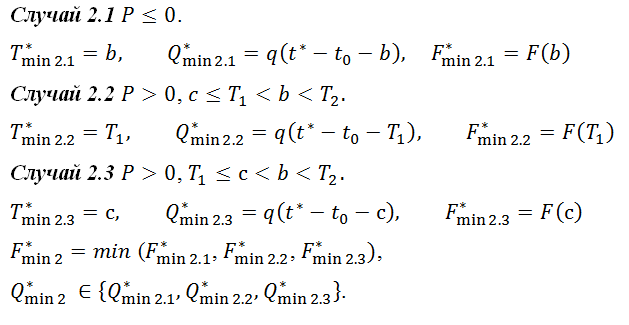 Случай 2.1 P ≤ 0.
T*min 2.1 = b, Q*min 2.1 = q(t* − t₀ − b), F*min 2.1 = F(b)
Случай 2.2 P > 0, c ≤ T₁ < b < T₂.
T*min 2.2 = T₁, Q*min 2.2 = q(t* − t₀ − T₁), F*min 2.2 = F(T₁)
Случай 2.3 P > 0, T₁ ≤ c < b < T₂.
T*min 2.3 = c, Q*min 2.3 = q(t* − t₀ − c), F*min 2.3 = F(c)
F*min 2 = min (F*min 2.1, F*min 2.2, F*min 2.3),
Q*min 2 ∈ {Q*min 2.1, Q*min 2.2, Q*min 2.3}.